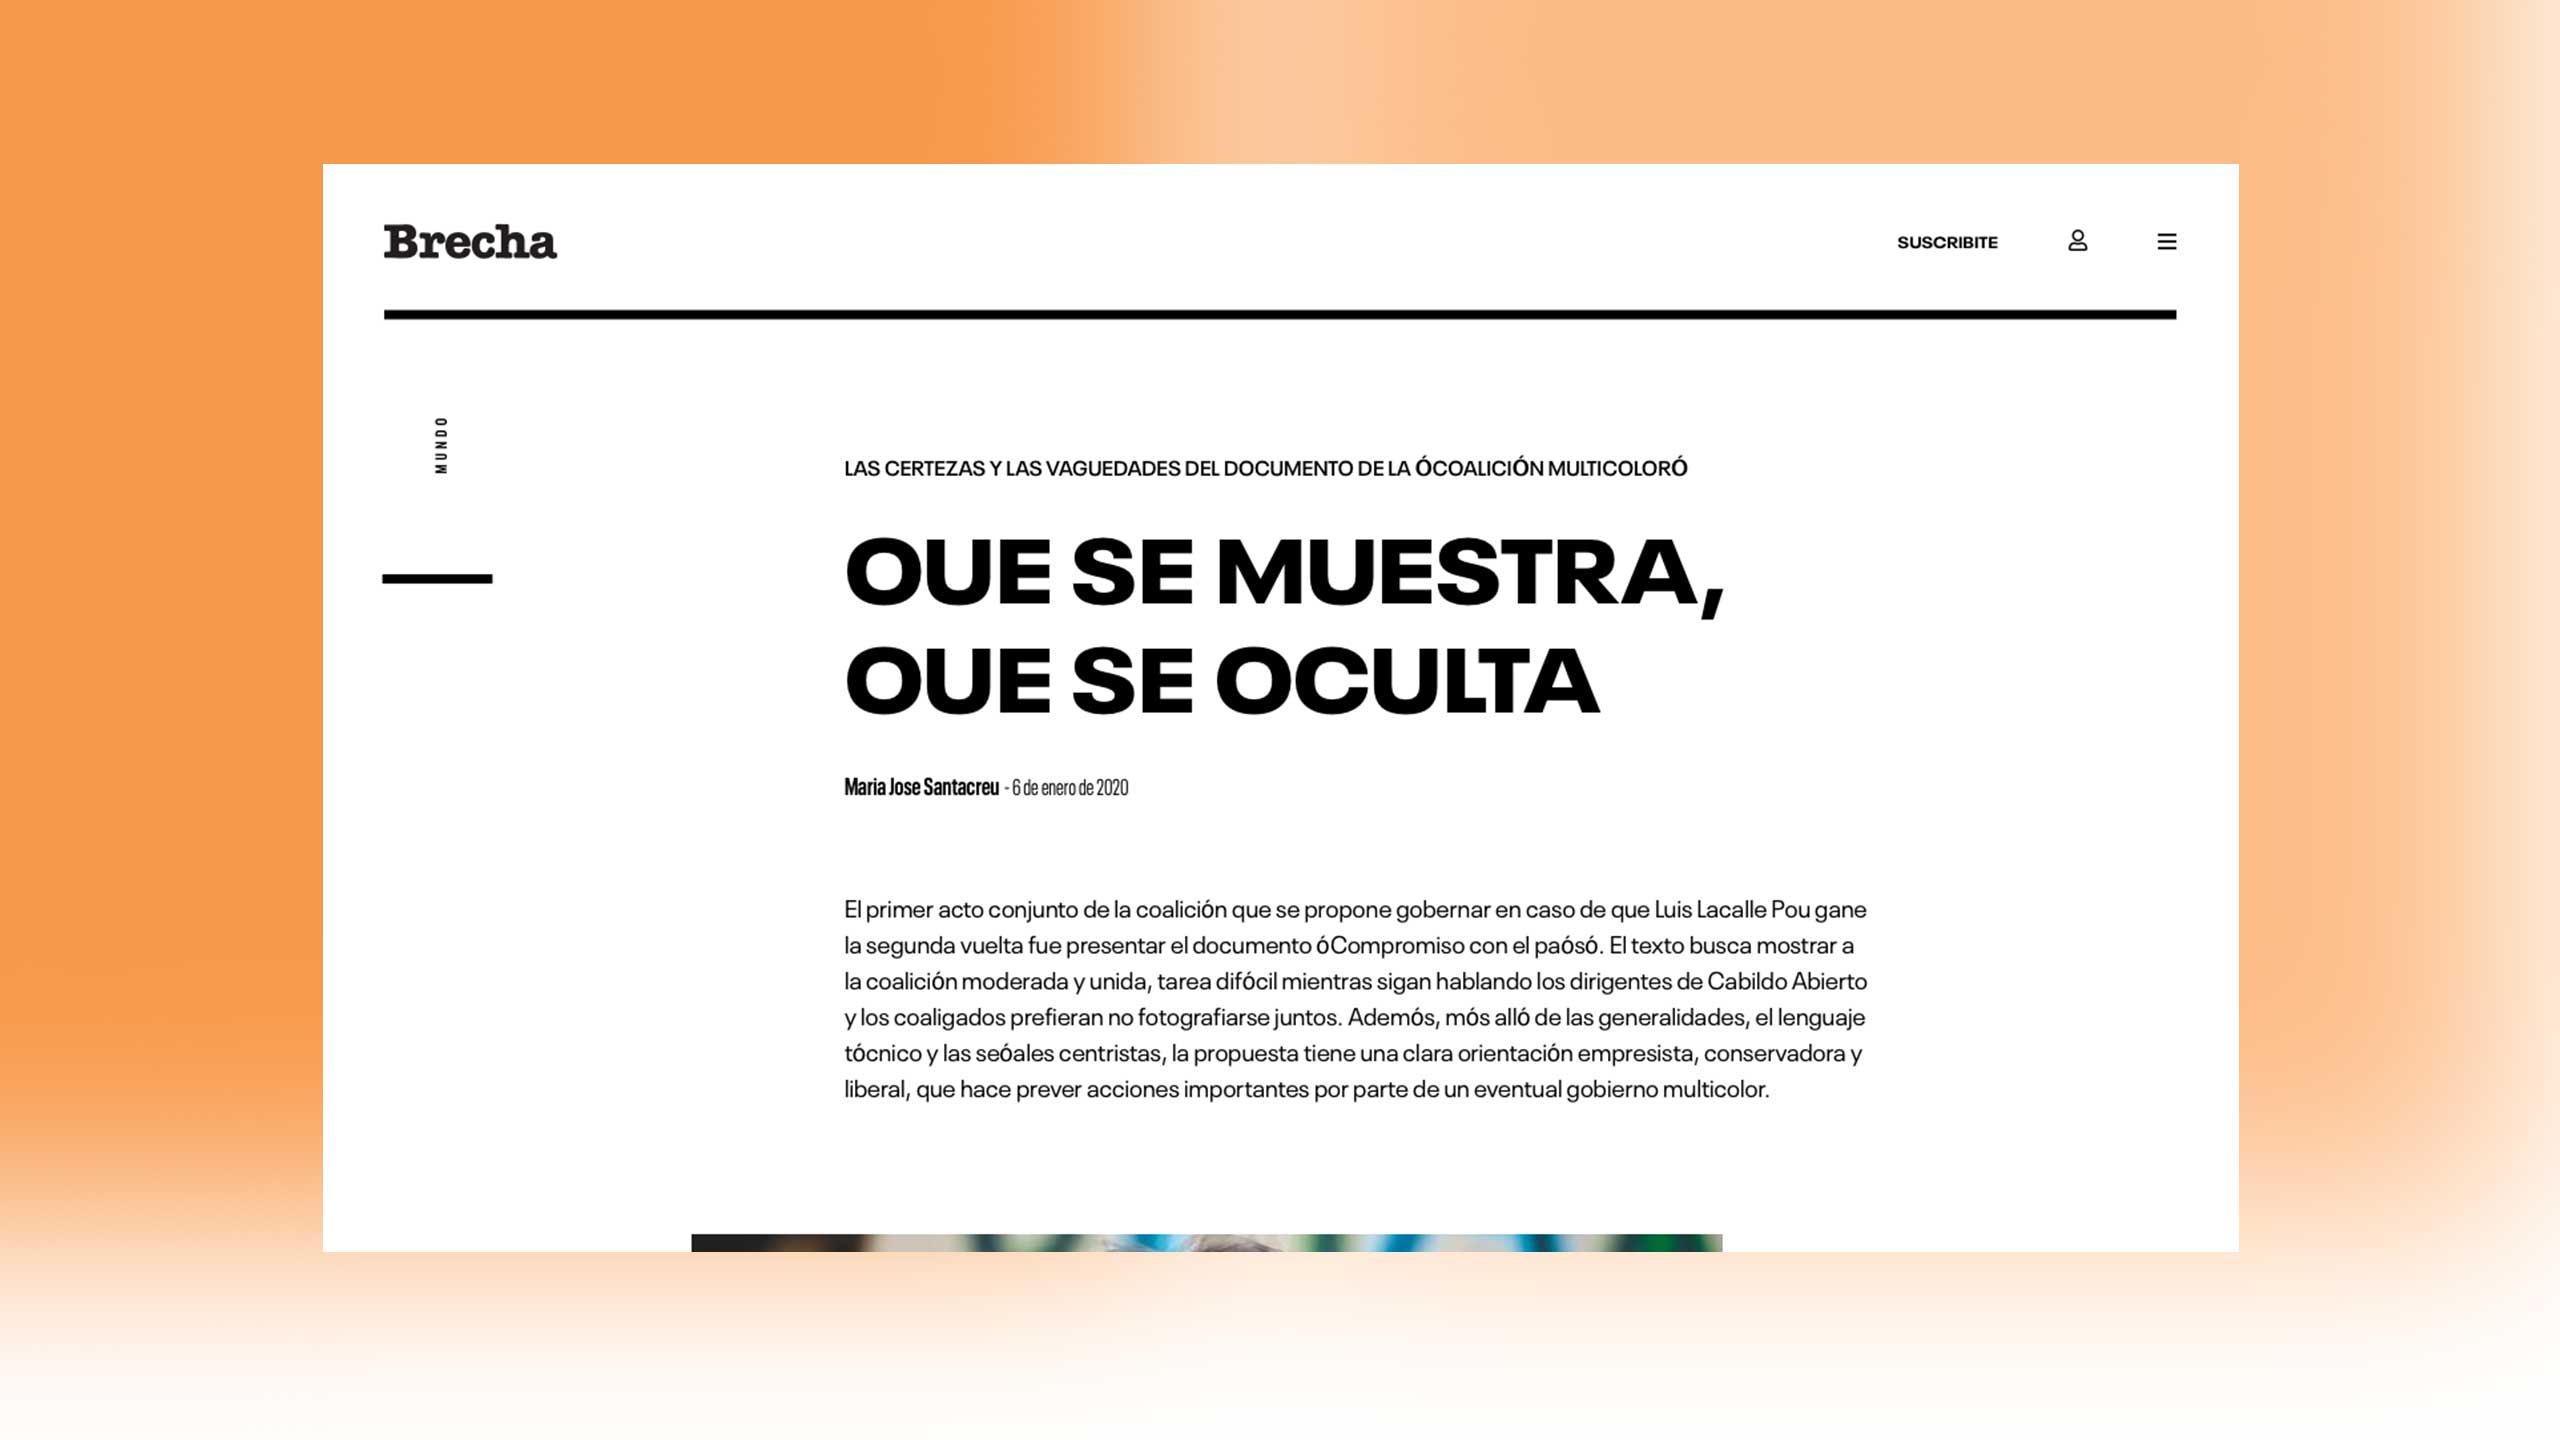 Brecha
SUSCRIBITE
MUNDO
LAS CERTEZAS Y LAS VAGUEDADES DEL DOCUMENTO DE LA ÓCOALICIÓN MULTICOLORÓ
OUE SE MUESTRA,
OUE SE OCULTA
Maria Jose Santacreu - 6 de enero de 2020
El primer acto conjunto de la coalición que se propone gobernar en caso de que Luis Lacalle Pou gane
la segunda vuelta fue presentar el documento óCompromiso con el paósó. El texto busca mostrar a
la coalición moderada y unida, tarea difócil mientras sigan hablando los dirigentes de Cabildo Abierto
y los coaligados prefieran no fotografiarse juntos. Ademós, mós alló de las generalidades, el lenguaje
tócnico y las seóales centristas, la propuesta tiene una clara orientación empresista, conservadora y
liberal, que hace prever acciones importantes por parte de un eventual gobierno multicolor.